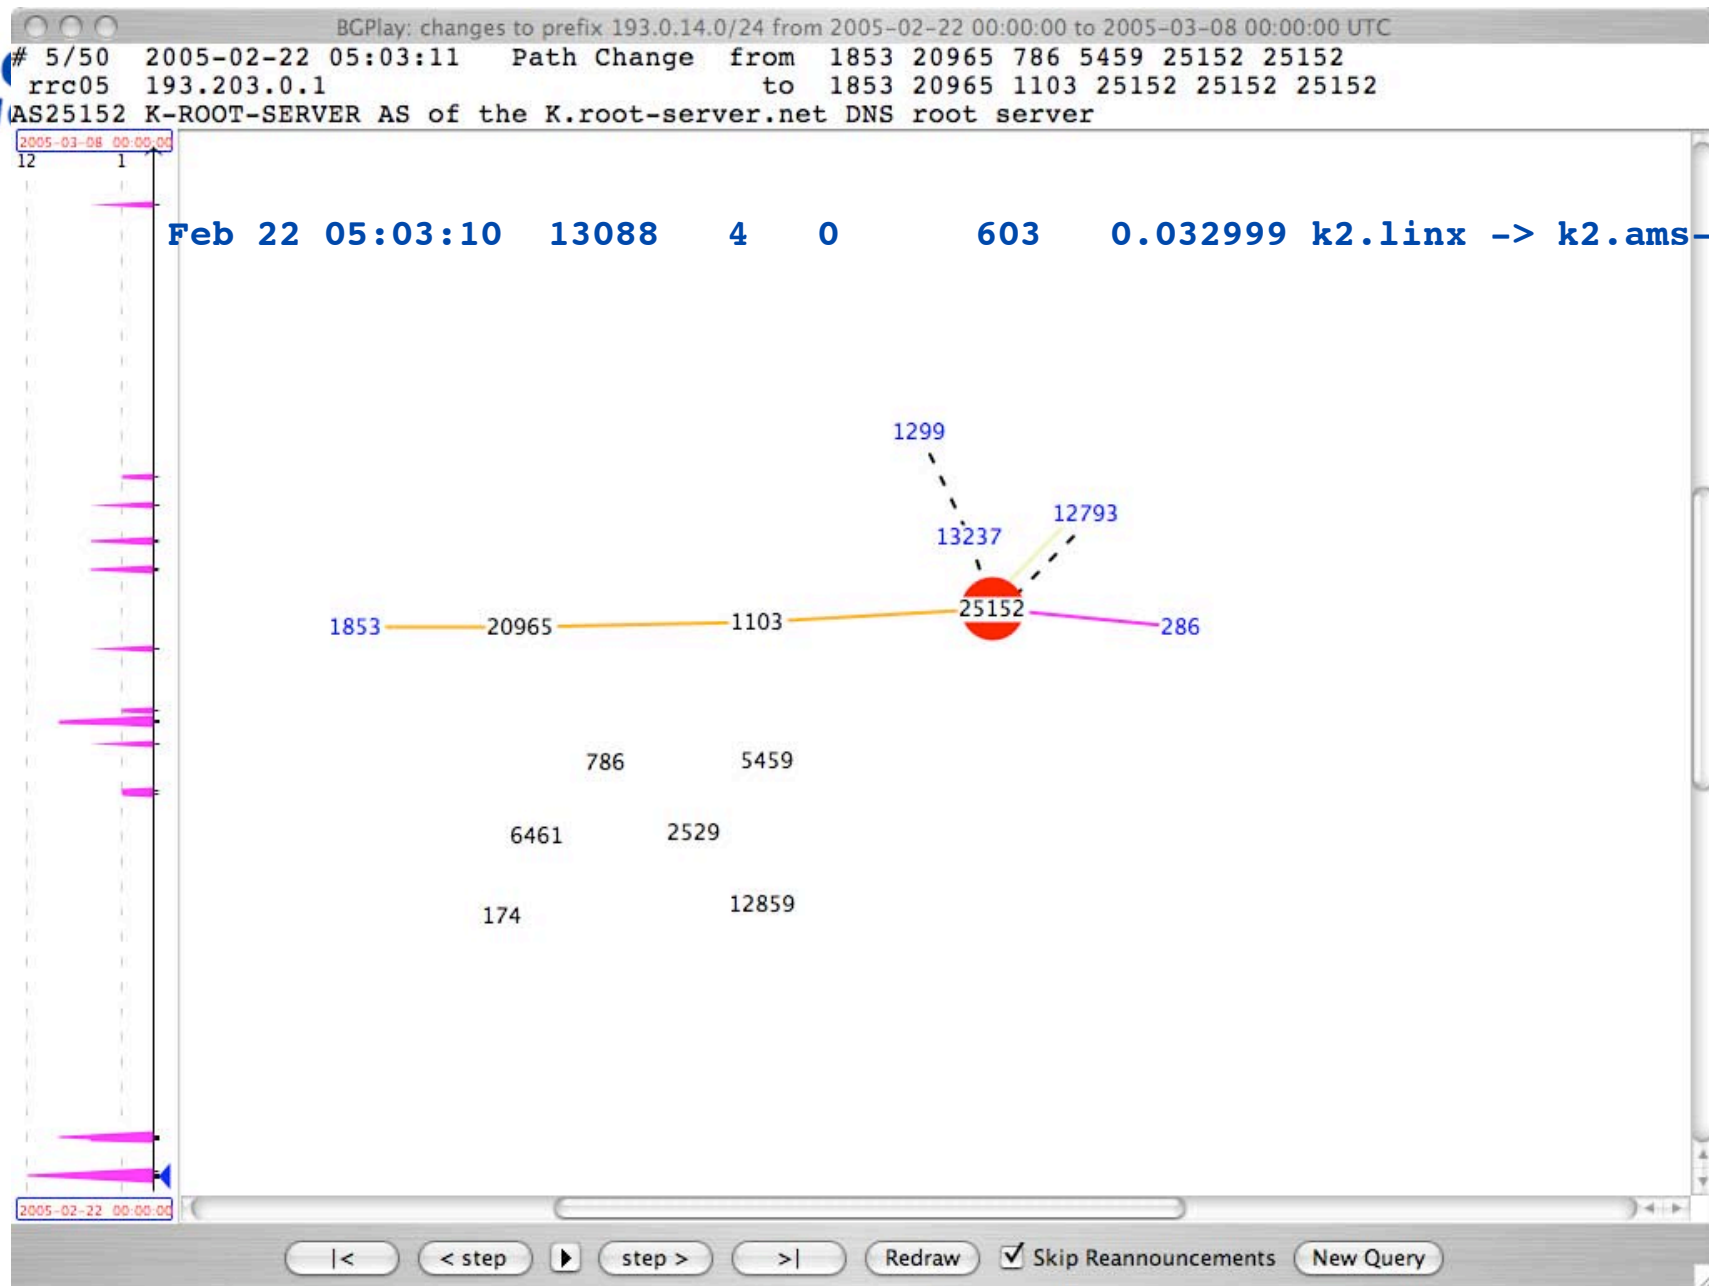 BGPlay: changes to prefix 193.0.14.0/24 from 2005-02-22 00:00:00 to 2005-03-08 00:00:00 UTC
# 5/50 2005-02-22 05:03:11 Path Change from 1853 20965 786 5459 25152 25152
rrc05 193.203.0.1 to 1853 20965 1103 25152 25152 25152
AS25152 K-ROOT-SERVER AS of the K.root-server.net DNS root server
2005-03-08 00:00:00
12 1
Feb 22 05:03:10 13088 4 0 603 0.032999 k2.linx -> k2.ams-
1299
12793
13237
25152
1853 20965 1103 286
786 5459
6461 2529
174 12859
2005-02-22 00:00:00
|< < step step > >| Redraw Skip Reannouncements New Query